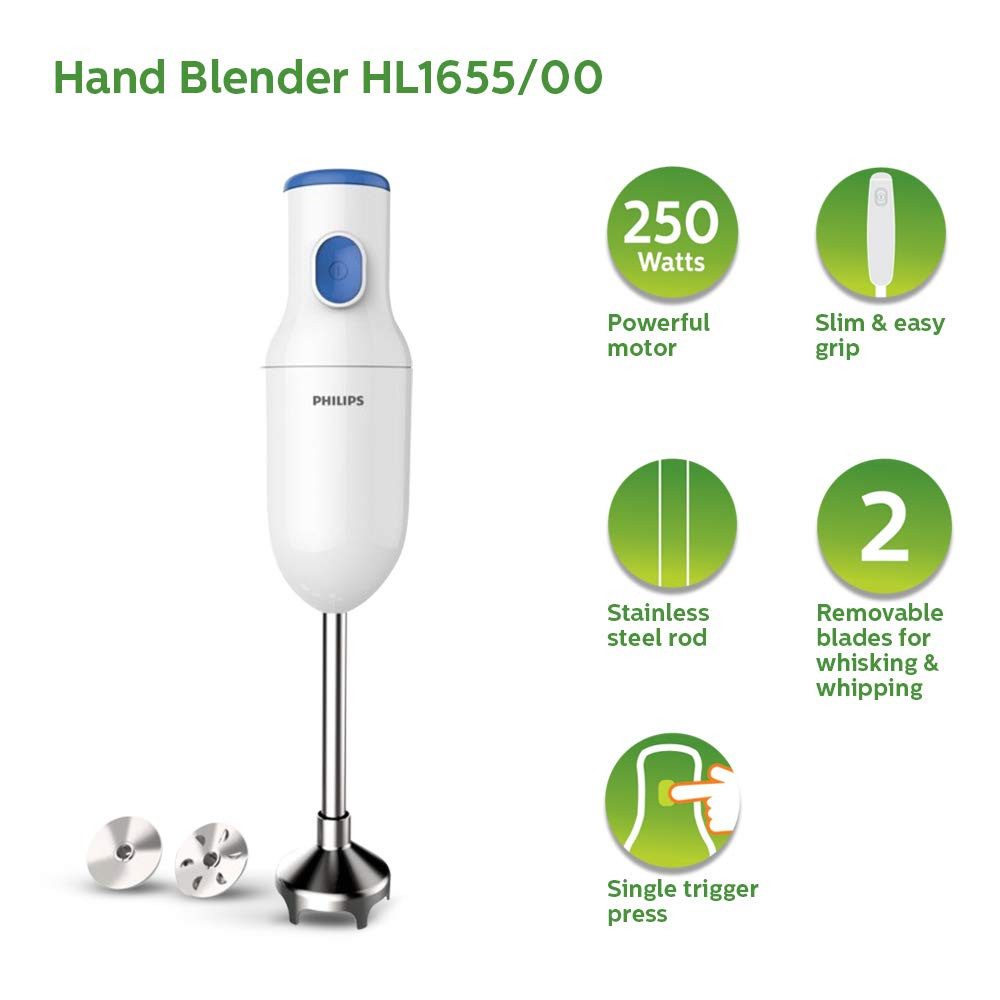 Hand Blender HL1655/00
PHILIPS
250
Watts
Powerful
motor
Slim & easy
grip
Stainless
steel rod
2
Removable
blades for
whisking &
whipping
Single trigger
press